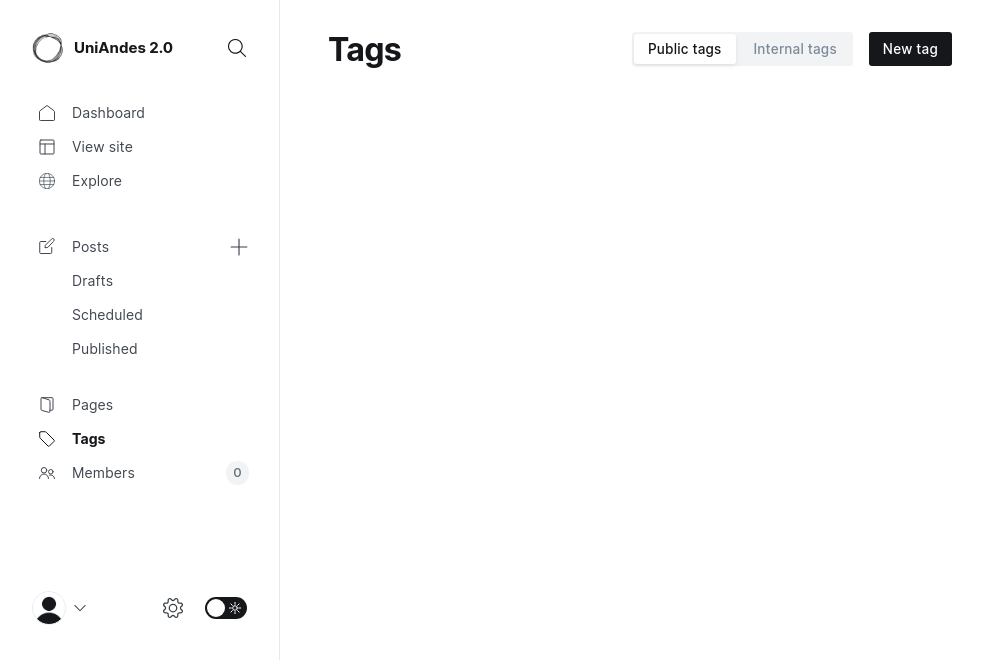 UniAndes 2.0
Dashboard
View site
Explore
Posts
Drafts
Scheduled
Published
Pages
Tags
Members 0
Tags
Public tags Internal tags New tag